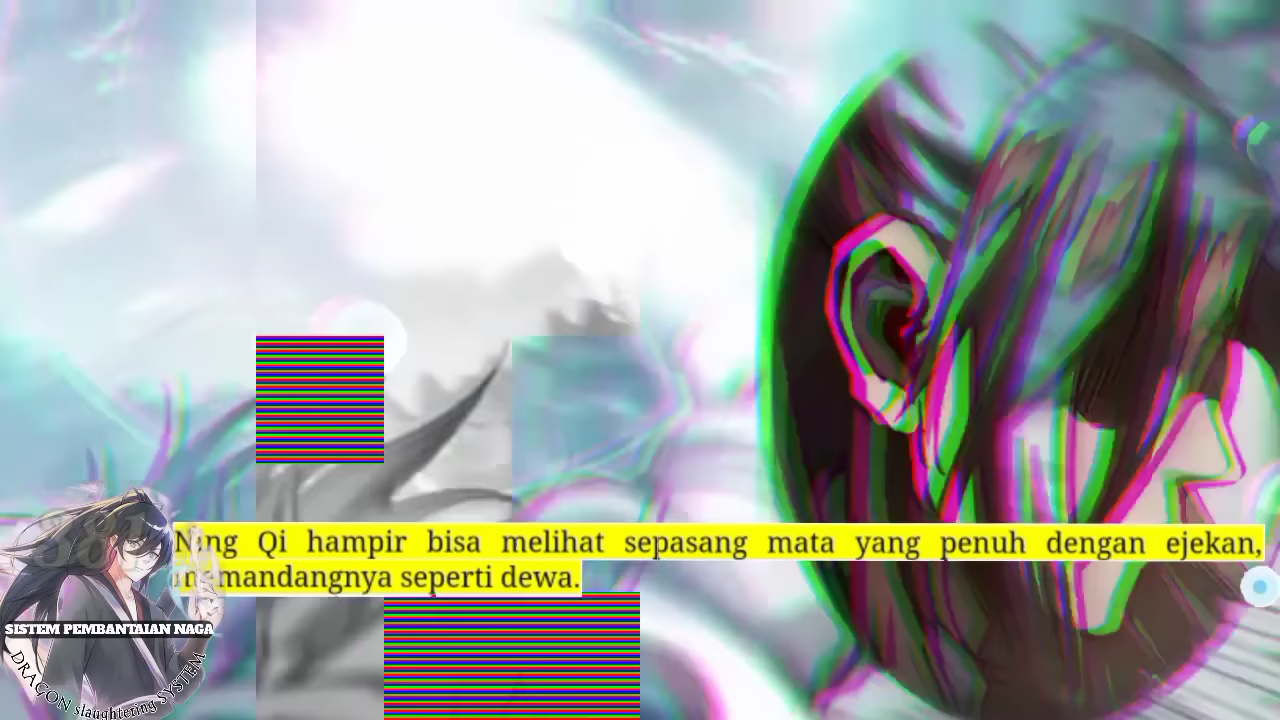 Ning Qi hampir bisa melihat sepasang mata yang penuh dengan ejekan,
memandangnya seperti dewa.
SISTEM PEMBANTAIAN NAGA
DRAGON slaughtering SYSTEM